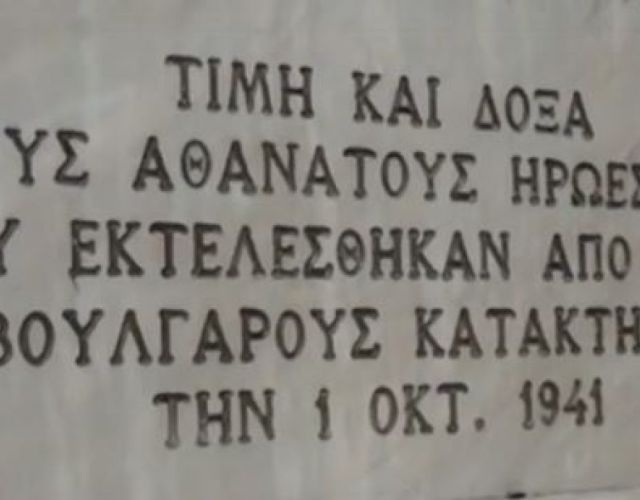 ΤΙΜΗ ΚΑΙ ΔΟΞΑ
ΥΣ ΑΘΑΝΑΤΟΥΣ ΗΡΩΕΣ
Υ ΕΚΤΕΛΕΣΘΗΚΑΝ ΑΠΟ
ΒΟΥΛΓΑΡΟΥΣ ΚΑΤΑΚΤΗ
ΤΗΝ 1 ΟΚΤ. 1941